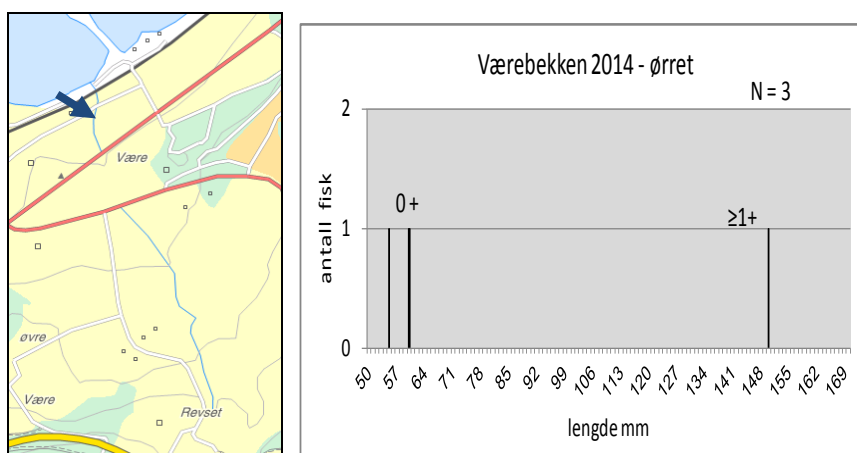 Være
øvre
Være
Revset
Værebekken 2014 - ørret
N = 3
2
1
0
antall fisk
0+
≥1+
50 57 64 71 78 85 92 99 106 113 120 127 134 141 148 155 162 169
lengde mm